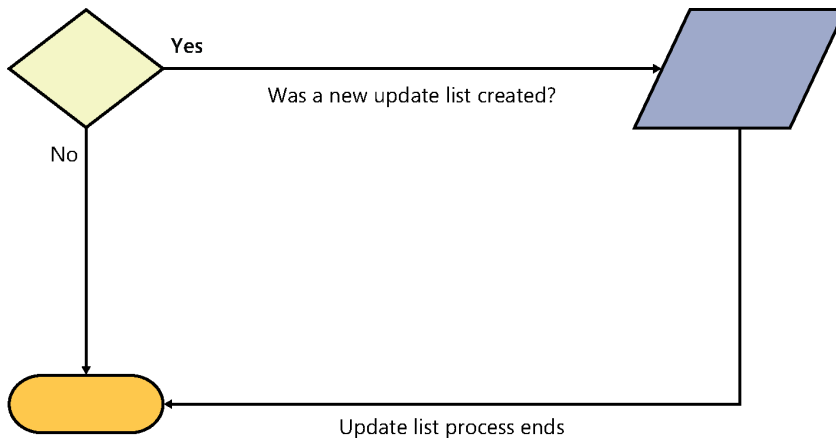 Yes
Was a new update list created?
No
Update list process ends